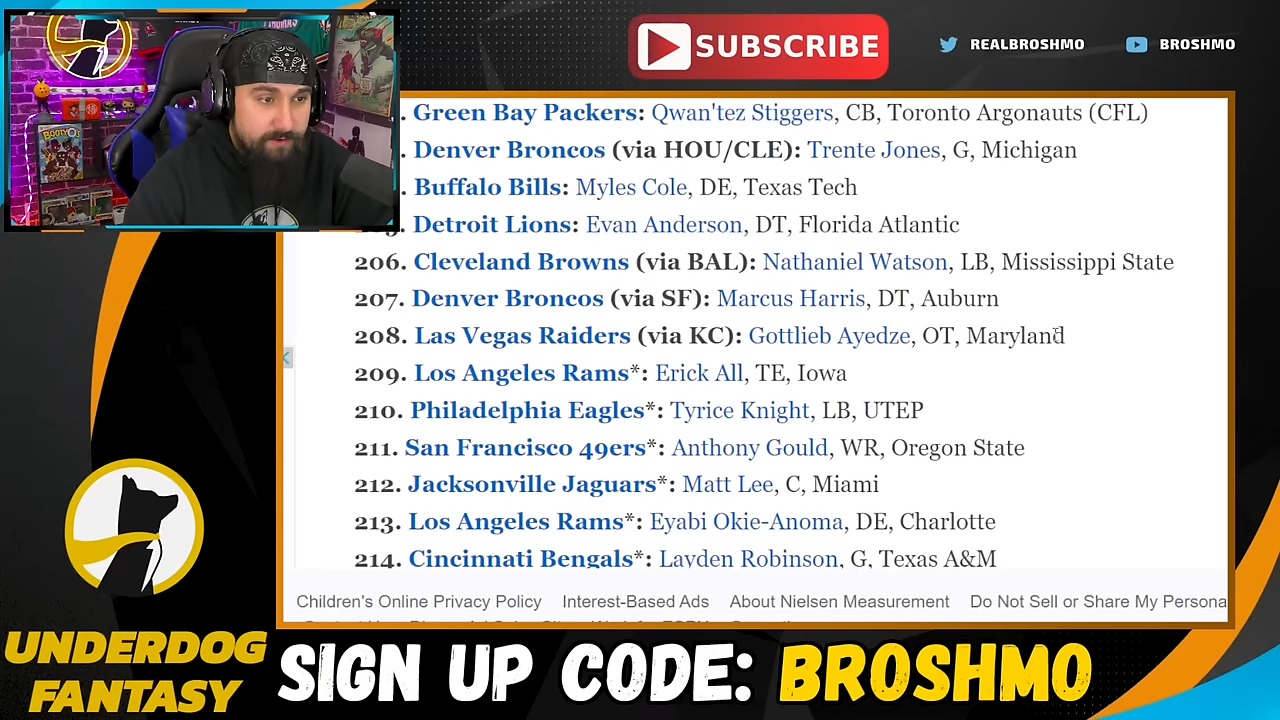 SUBSCRIBE
REALBROSHMO
BROSHMO
BOOTY O's
. Green Bay Packers: Qwan'tez Stiggers, CB, Toronto Argonauts (CFL)
. Denver Broncos (via HOU/CLE): Trente Jones, G, Michigan
. Buffalo Bills: Myles Cole, DE, Texas Tech
Detroit Lions: Evan Anderson, DT, Florida Atlantic
206. Cleveland Browns (via BAL): Nathaniel Watson, LB, Mississippi State
207. Denver Broncos (via SF): Marcus Harris, DT, Auburn
208. Las Vegas Raiders (via KC): Gottlieb Ayedze, OT, Maryland
209. Los Angeles Rams*: Erick All, TE, Iowa
210. Philadelphia Eagles*: Tyrice Knight, LB, UTEP
211. San Francisco 49ers*: Anthony Gould, WR, Oregon State
212. Jacksonville Jaguars*: Matt Lee, C, Miami
213. Los Angeles Rams*: Eyabi Okie-Anoma, DE, Charlotte
214. Cincinnati Bengals*: Layden Robinson, G, Texas A&M
Children's Online Privacy Policy Interest-Based Ads About Nielsen Measurement Do Not Sell or Share My Persona
UNDERDOG
FANTASY
SIGN UP CODE: BROSHMO